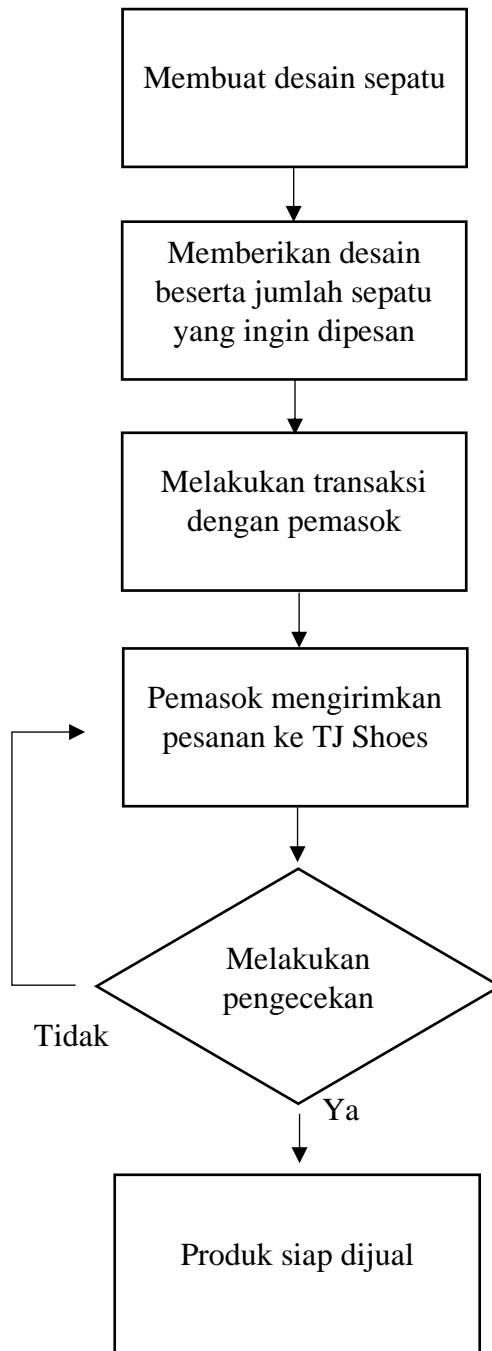 Membuat desain sepatu
Memberikan desain
beserta jumlah sepatu
yang ingin dipesan
Melakukan transaksi
dengan pemasok
Pemasok mengirimkan
pesanan ke TJ Shoes
Melakukan
pengecekan
Tidak
Ya
Produk siap dijual